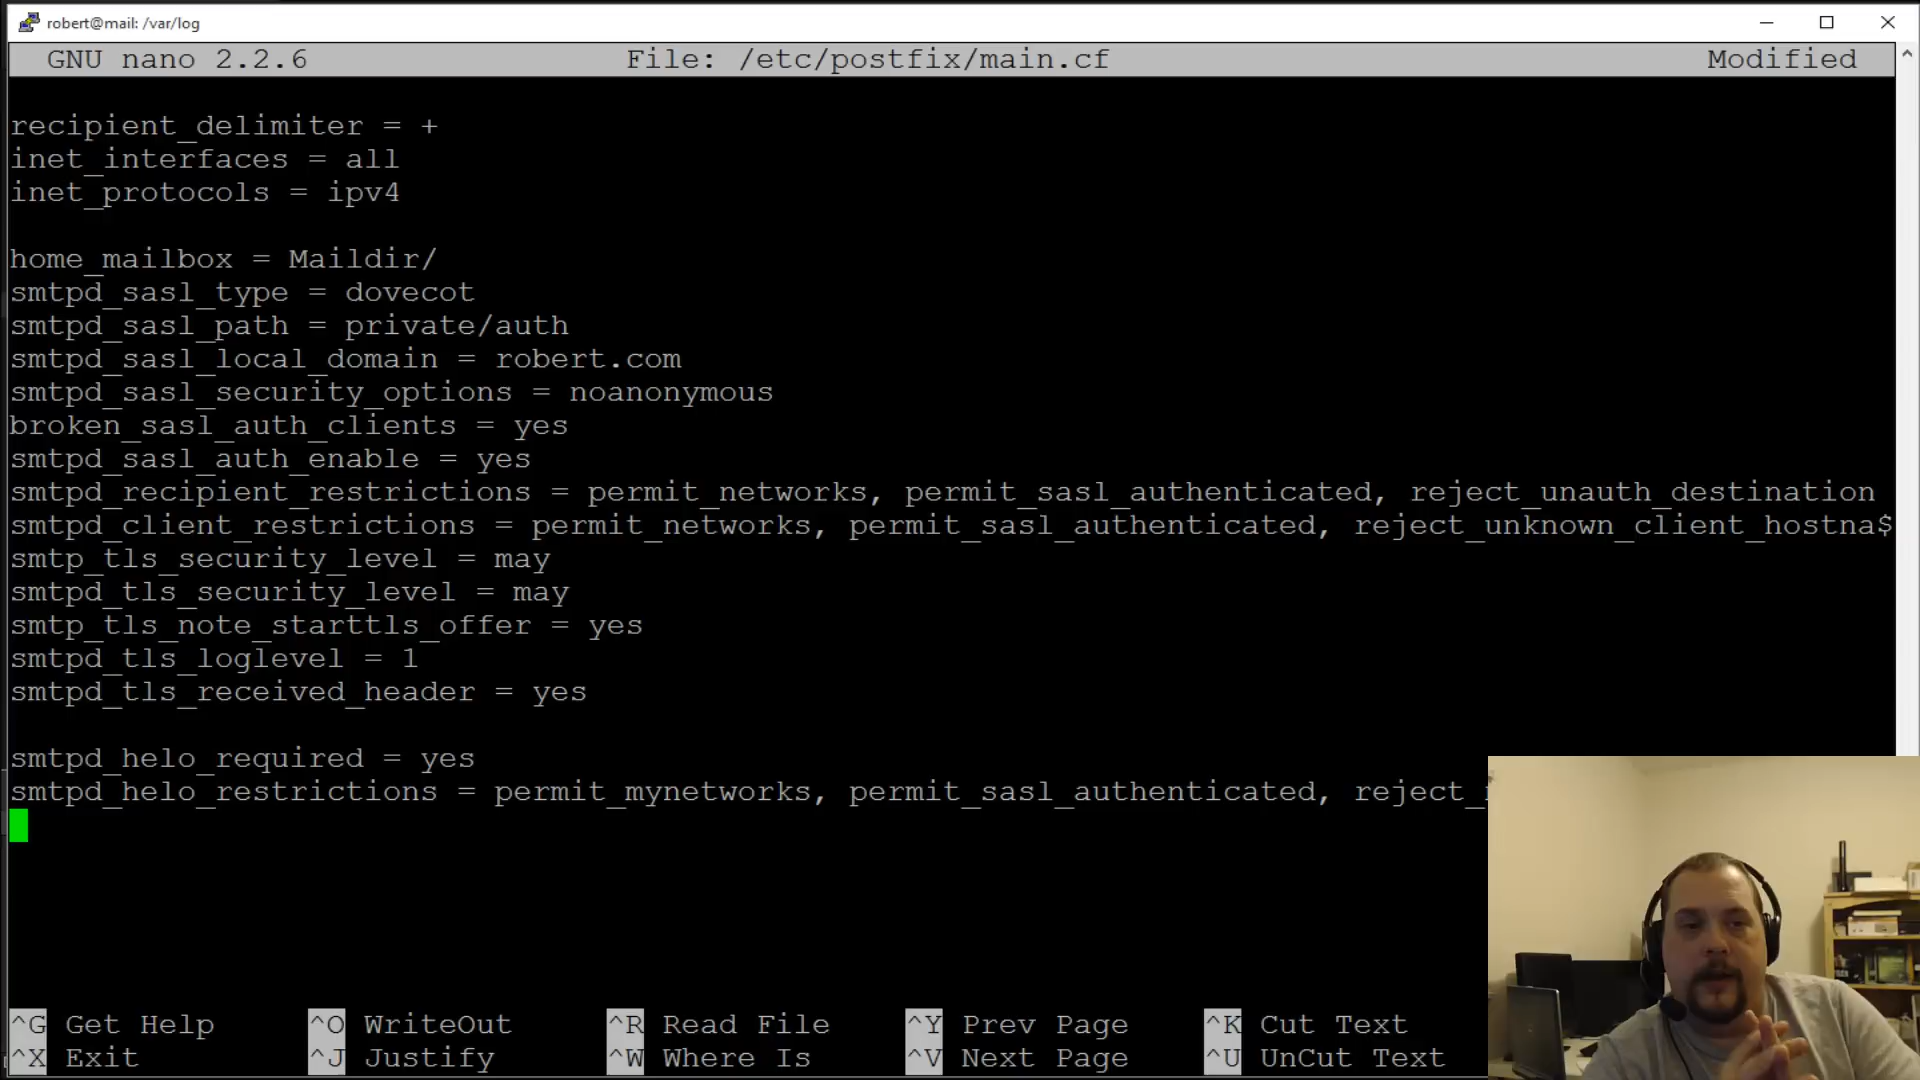 robert@mail: /var/log
GNU nano 2.2.6 File: /etc/postfix/main.cf Modified
recipient_delimiter = +
inet_interfaces = all
inet_protocols = ipv4
home_mailbox = Maildir/
smtpd_sasl_type = dovecot
smtpd_sasl_path = private/auth
smtpd_sasl_local_domain = robert.com
smtpd_sasl_security_options = noanonymous
broken_sasl_auth_clients = yes
smtpd_sasl_auth_enable = yes
smtpd_recipient_restrictions = permit_networks, permit_sasl_authenticated, reject_unauth_destination
smtpd_client_restrictions = permit_networks, permit_sasl_authenticated, reject_unknown_client_hostna$
smtp_tls_security_level = may
smtpd_tls_security_level = may
smtp_tls_note_starttls_offer = yes
smtpd_tls_loglevel = 1
smtpd_tls_received_header = yes
smtpd_helo_required = yes
smtpd_helo_restrictions = permit_mynetworks, permit_sasl_authenticated, reject_
^G Get Help ^O WriteOut ^R Read File ^Y Prev Page ^K Cut Text
^X Exit ^J Justify ^W Where Is ^V Next Page ^U UnCut Text